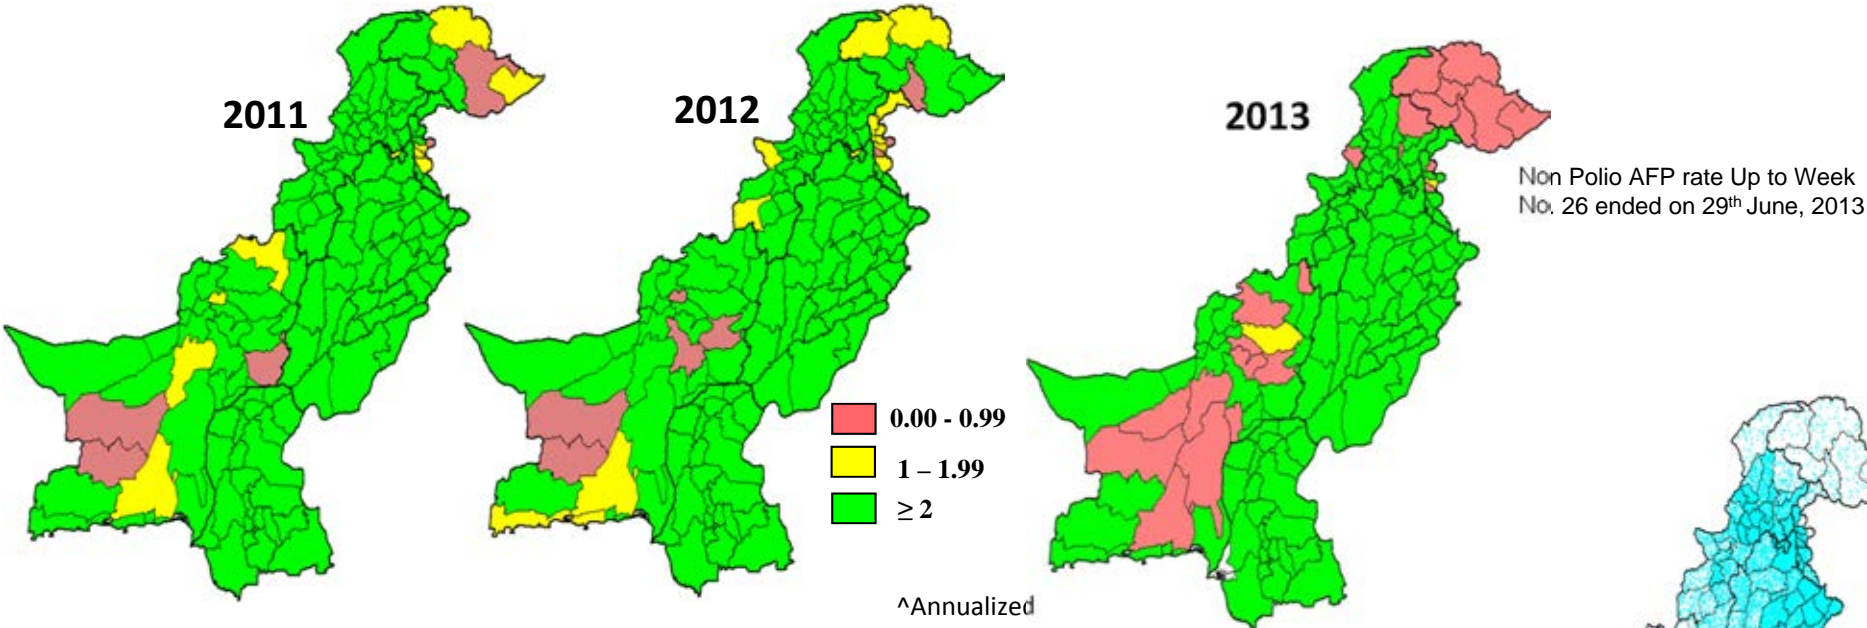 2011
2012
2013
Non Polio AFP rate Up to Week
No. 26 ended on 29th June, 2013
0.00 - 0.99
1 – 1.99
≥ 2
^Annualized